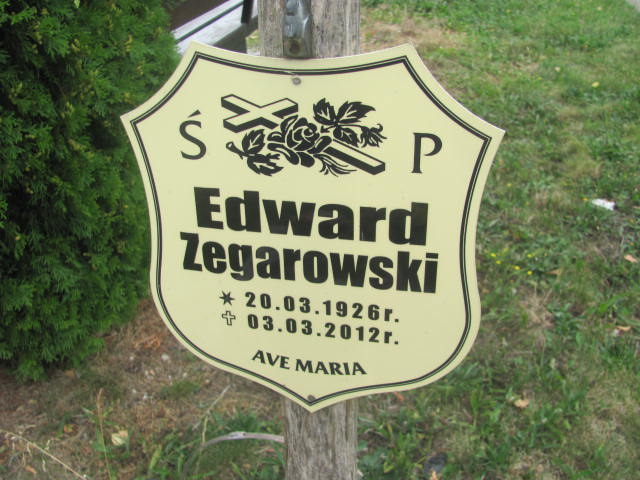 Ś P
Edward
Zegarowski
20.03.1926r.
03.03.2012r.
AVE MARIA